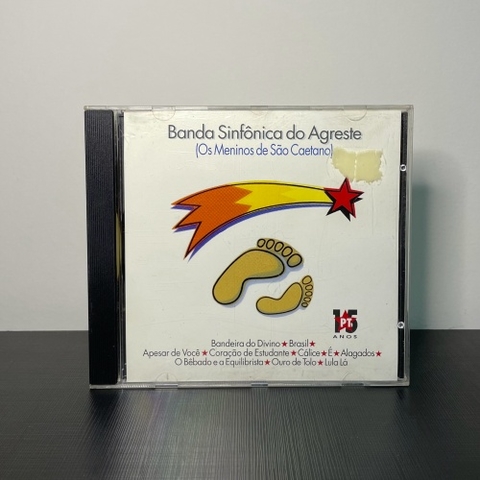 Banda Sinfônica do Agreste
(Os Meninos de São Caetano)
15
PT
ANOS
Bandeira do Divino★Brasil★
Apesar de Você★Coração de Estudante★Cálice★É★Alagados★
O Bêbado e a Equilibrista★Ouro de Tolo★Lula Lá